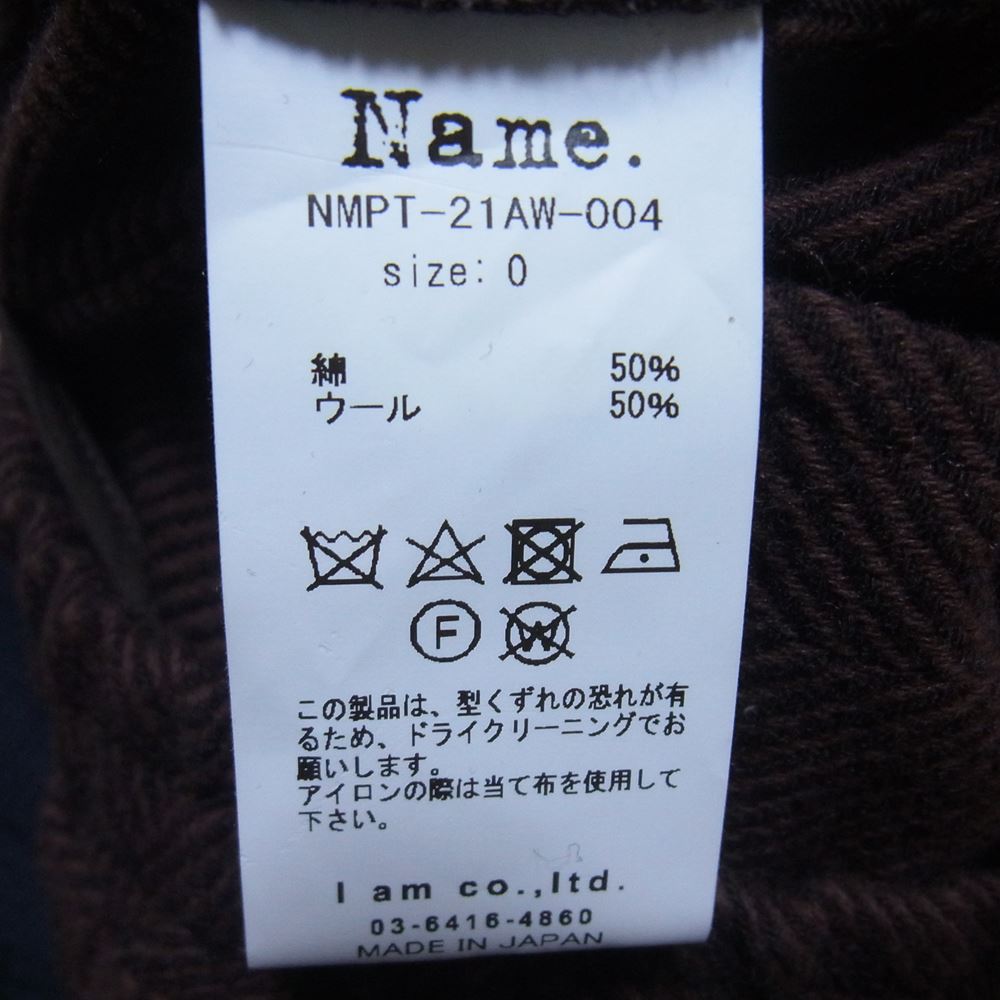 Name.
NMPT-21AW-004
size: 0
綿 50%
ウール 50%
F
W
この製品は、型くずれの恐れが有
るため、ドライクリーニングでお
願いします。
アイロンの際は当て布を使用して
下さい。
I am co.,ltd.
03-6416-4860
MADE IN JAPAN